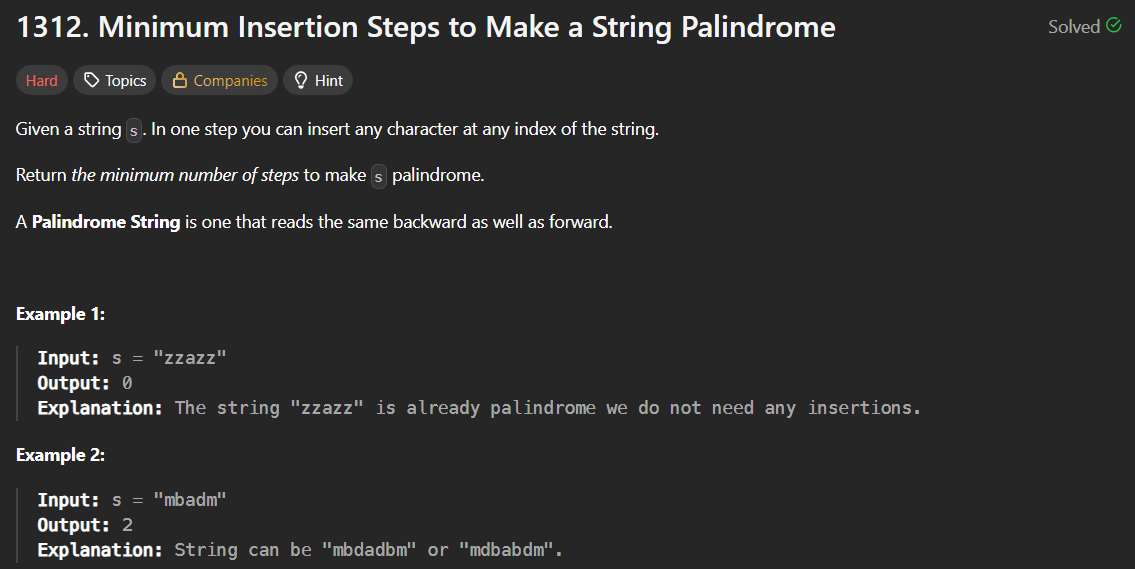 1312. Minimum Insertion Steps to Make a String Palindrome
Solved
Hard Topics Companies Hint
Given a string s. In one step you can insert any character at any index of the string.
Return the minimum number of steps to make s palindrome.
A Palindrome String is one that reads the same backward as well as forward.
Example 1:
Input: s = "zzazz"
Output: 0
Explanation: The string "zzazz" is already palindrome we do not need any insertions.
Example 2:
Input: s = "mbadm"
Output: 2
Explanation: String can be "mbdadbm" or "mdbabdm".